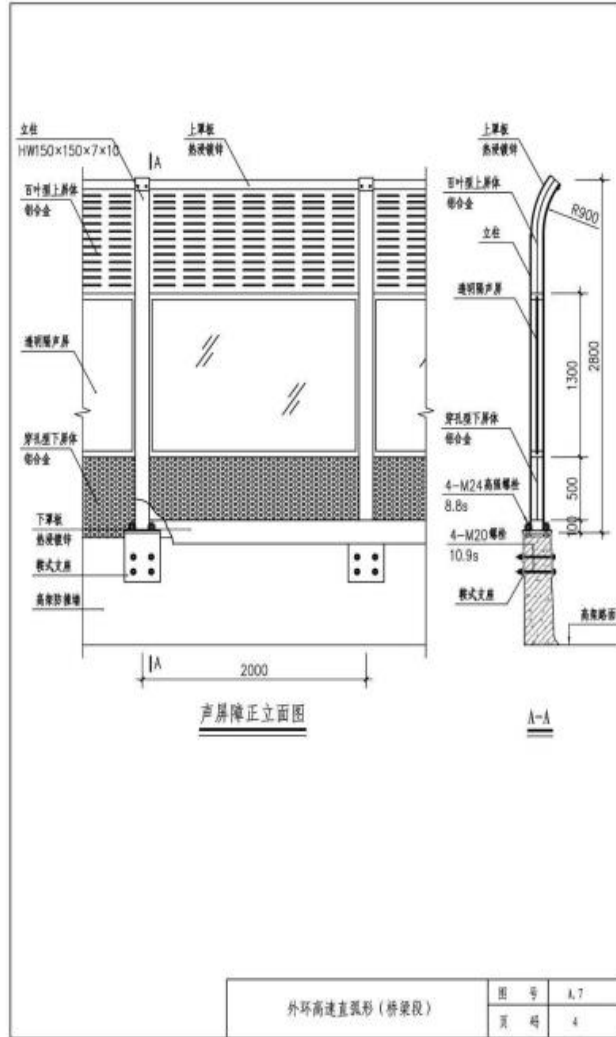 立柱
HW150×150×7×10
A
上罩板
热浸镀锌
百叶型上屏体
铝合金
透明隔声屏
穿孔型下屏体
铝合金
下罩板
热浸镀锌
鞍式支座
高架防撞墙
A
2000
声屏障正立面图
上罩板
热浸镀锌
百叶型上屏体
铝合金
R900
立柱
透明隔声屏
1300
2800
穿孔型下屏体
铝合金
500
4-M24高强螺栓
8.8s
100
4-M20螺栓
10.9s
鞍式支座
高架路面
A-A
外环高速直弧形(桥梁段)
图 号 A.7
页 码 4